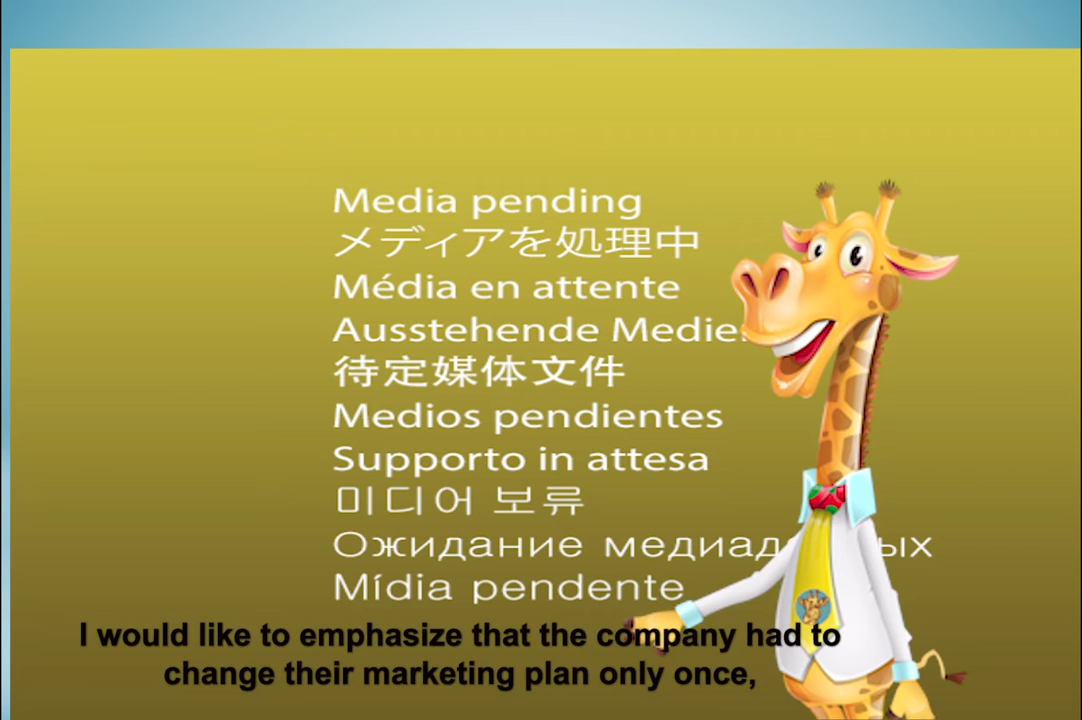 Media pending
メディアを処理中
Média en attente
Ausstehende
待定媒体文件
Medios pendientes
Supporto in attesa
미디어 보류
Ожидание
Mídia pendente
I would like to emphasize that the company had to
change their marketing plan only once,